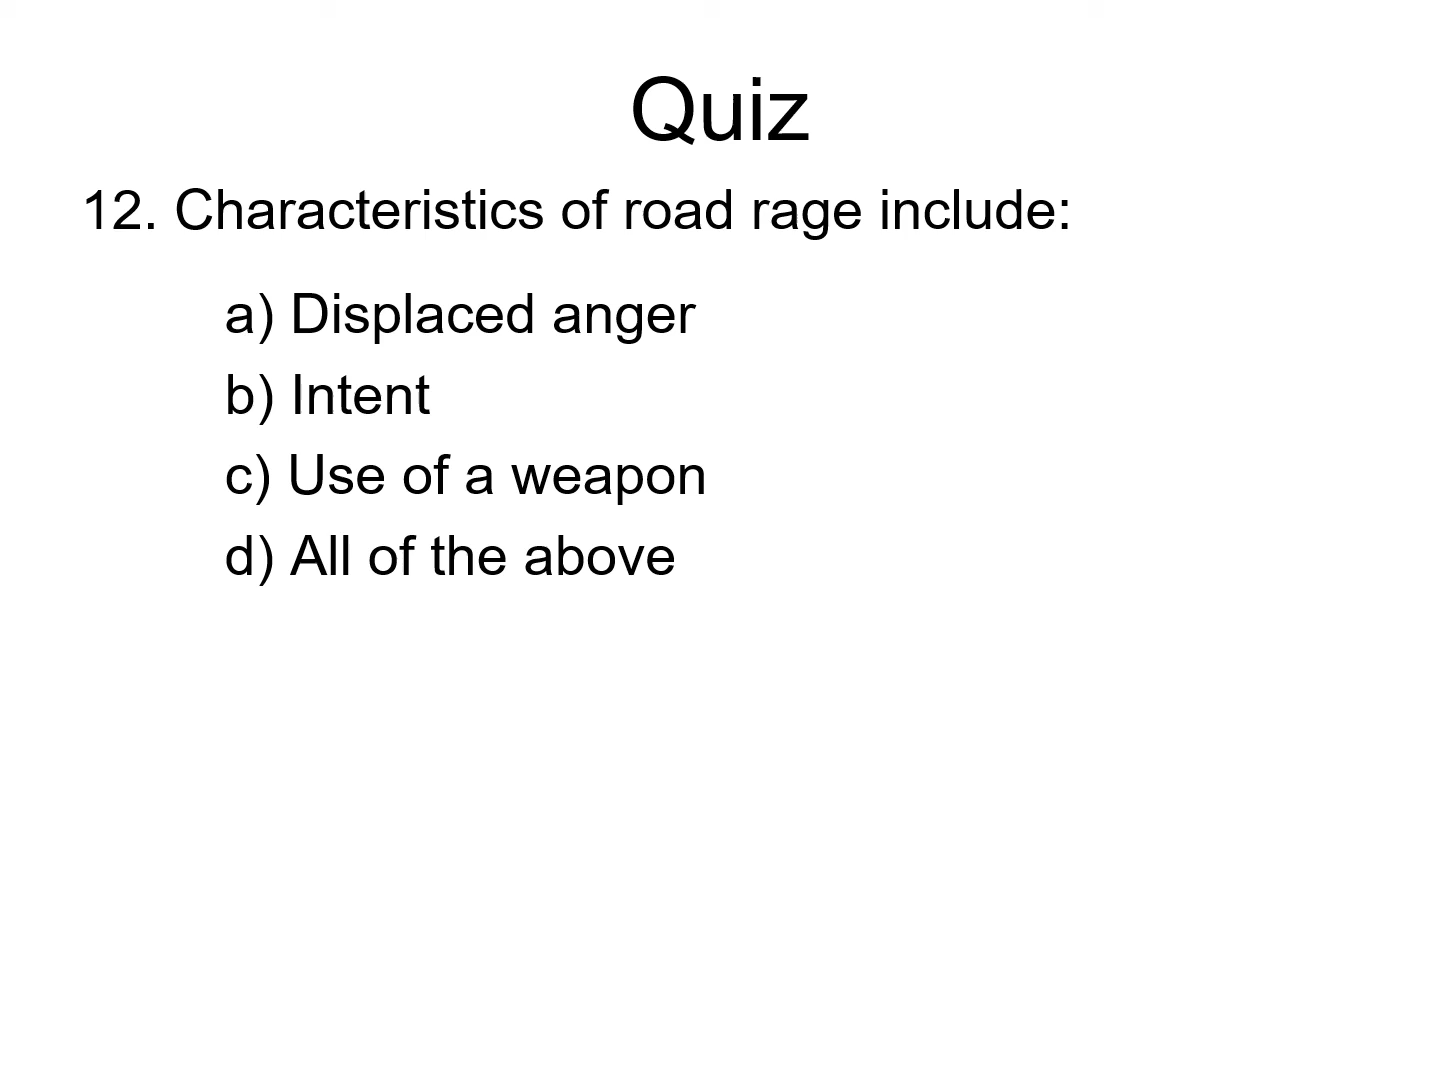 Quiz
12. Characteristics of road rage include:
a) Displaced anger
b) Intent
c) Use of a weapon
d) All of the above